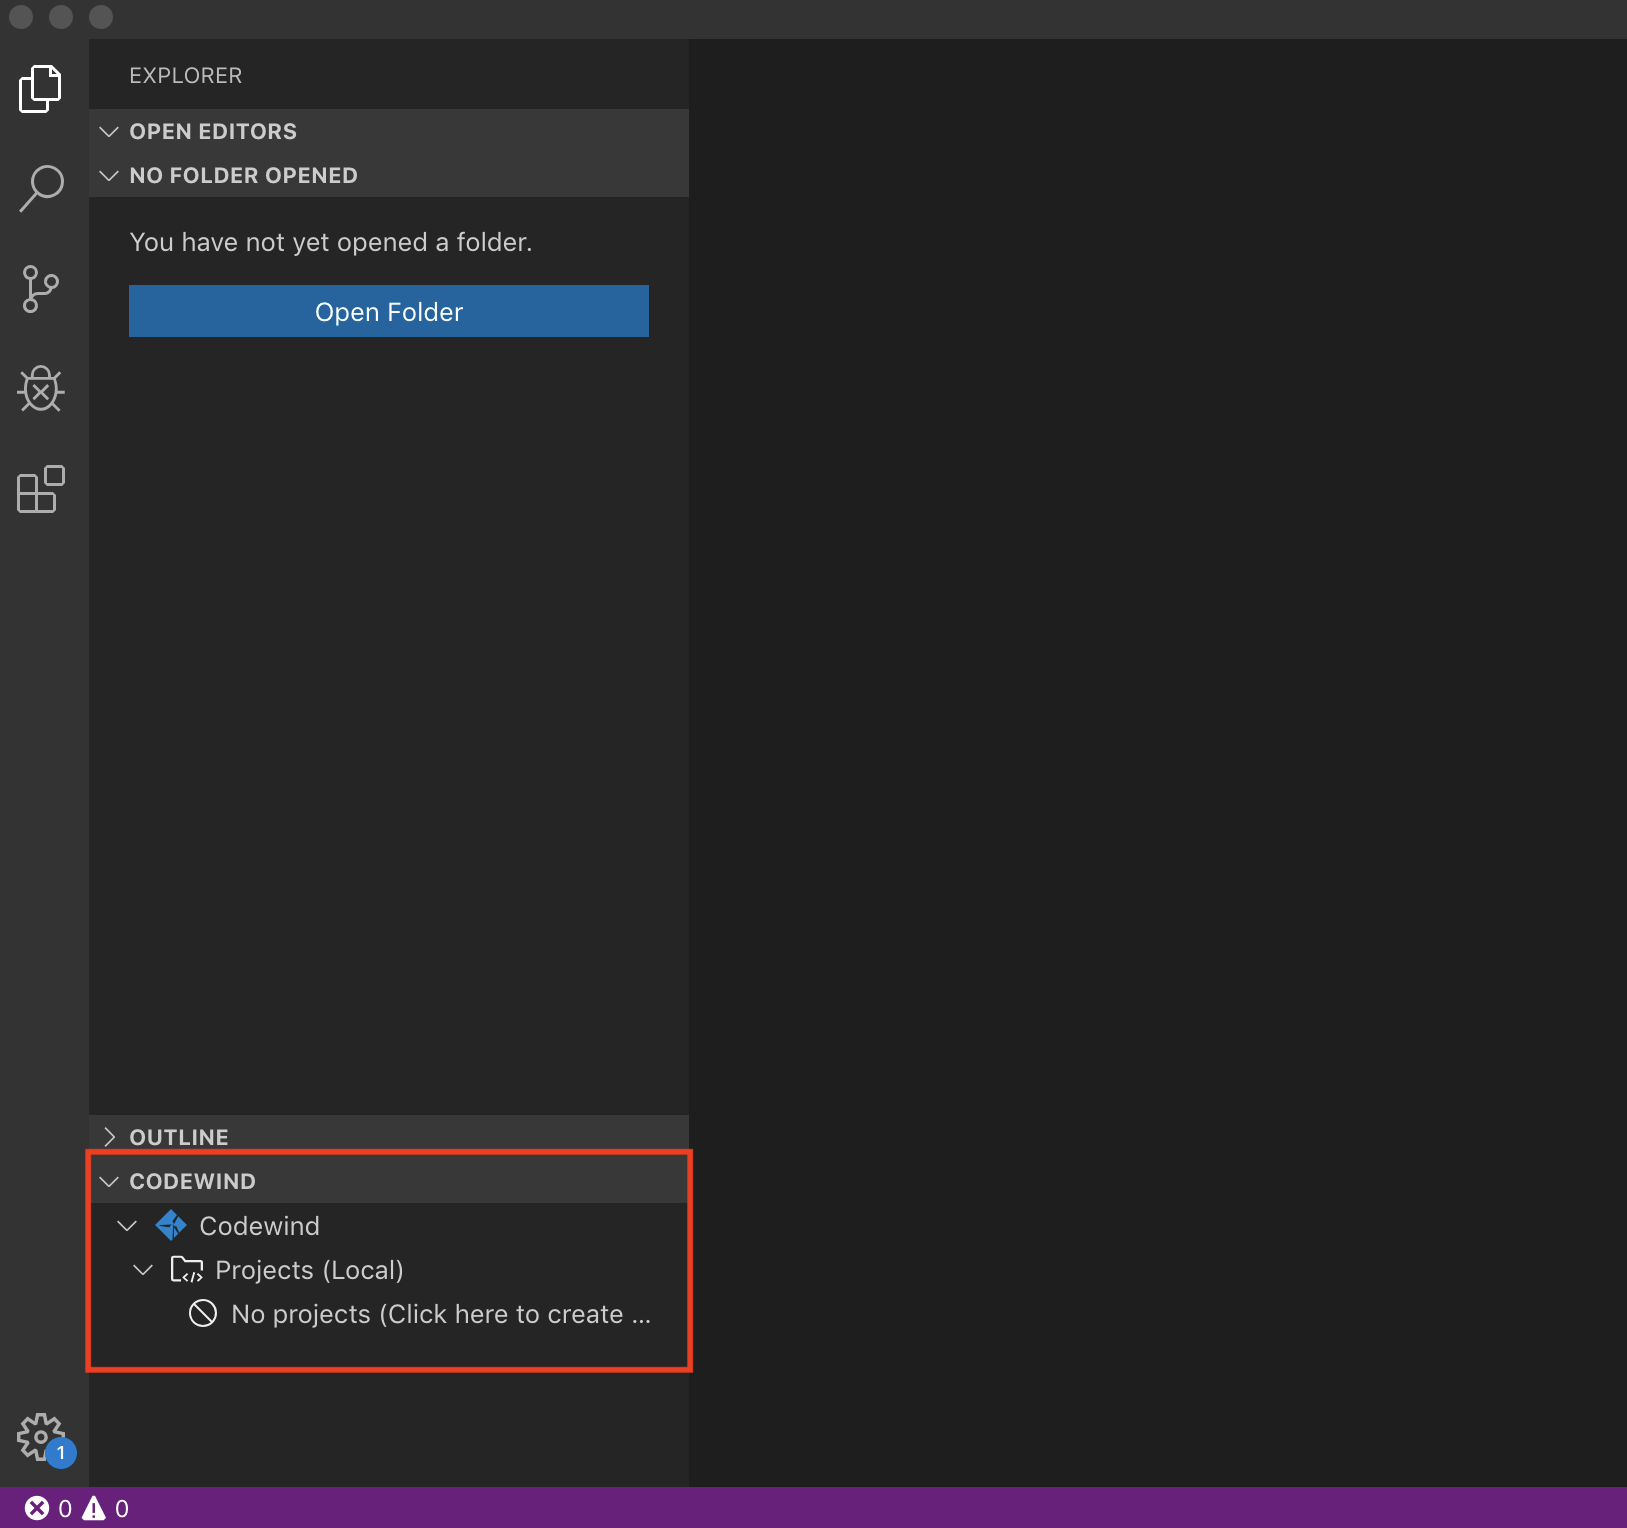 EXPLORER
OPEN EDITORS
NO FOLDER OPENED
You have not yet opened a folder.
Open Folder
OUTLINE
CODEWIND
Codewind
Projects (Local)
No projects (Click here to create ...
1
0 0